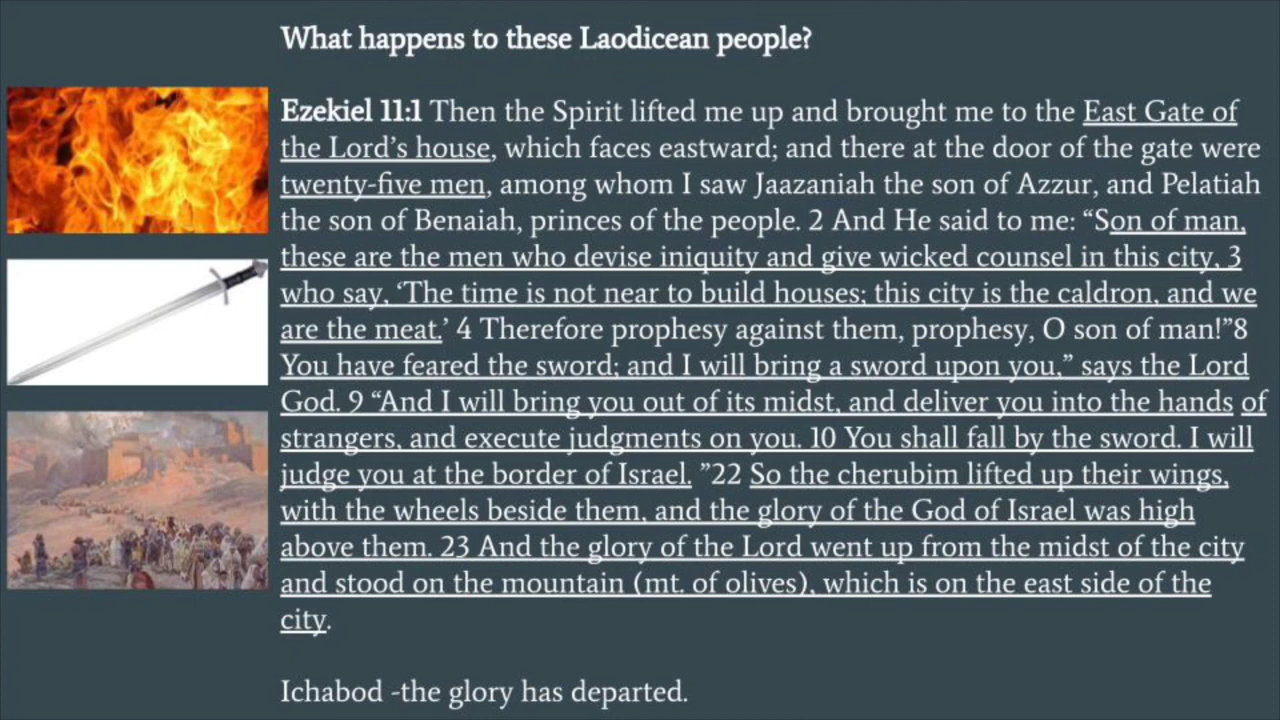 What happens to these Laodicean people?
Ezekiel 11:1 Then the Spirit lifted me up and brought me to the East Gate of
the Lord’s house, which faces eastward; and there at the door of the gate were
twenty-five men, among whom I saw Jaazaniah the son of Azzur, and Pelatiah
the son of Benaiah, princes of the people. 2 And He said to me: “Son of man,
these are the men who devise iniquity and give wicked counsel in this city, 3
who say, ‘The time is not near to build houses; this city is the caldron, and we
are the meat.’ 4 Therefore prophesy against them, prophesy, O son of man!”8
You have feared the sword; and I will bring a sword upon you,” says the Lord
God. 9 “And I will bring you out of its midst, and deliver you into the hands of
strangers, and execute judgments on you. 10 You shall fall by the sword. I will
judge you at the border of Israel. ”22 So the cherubim lifted up their wings,
with the wheels beside them, and the glory of the God of Israel was high
above them. 23 And the glory of the Lord went up from the midst of the city
and stood on the mountain (mt. of olives), which is on the east side of the
city.
Ichabod -the glory has departed.